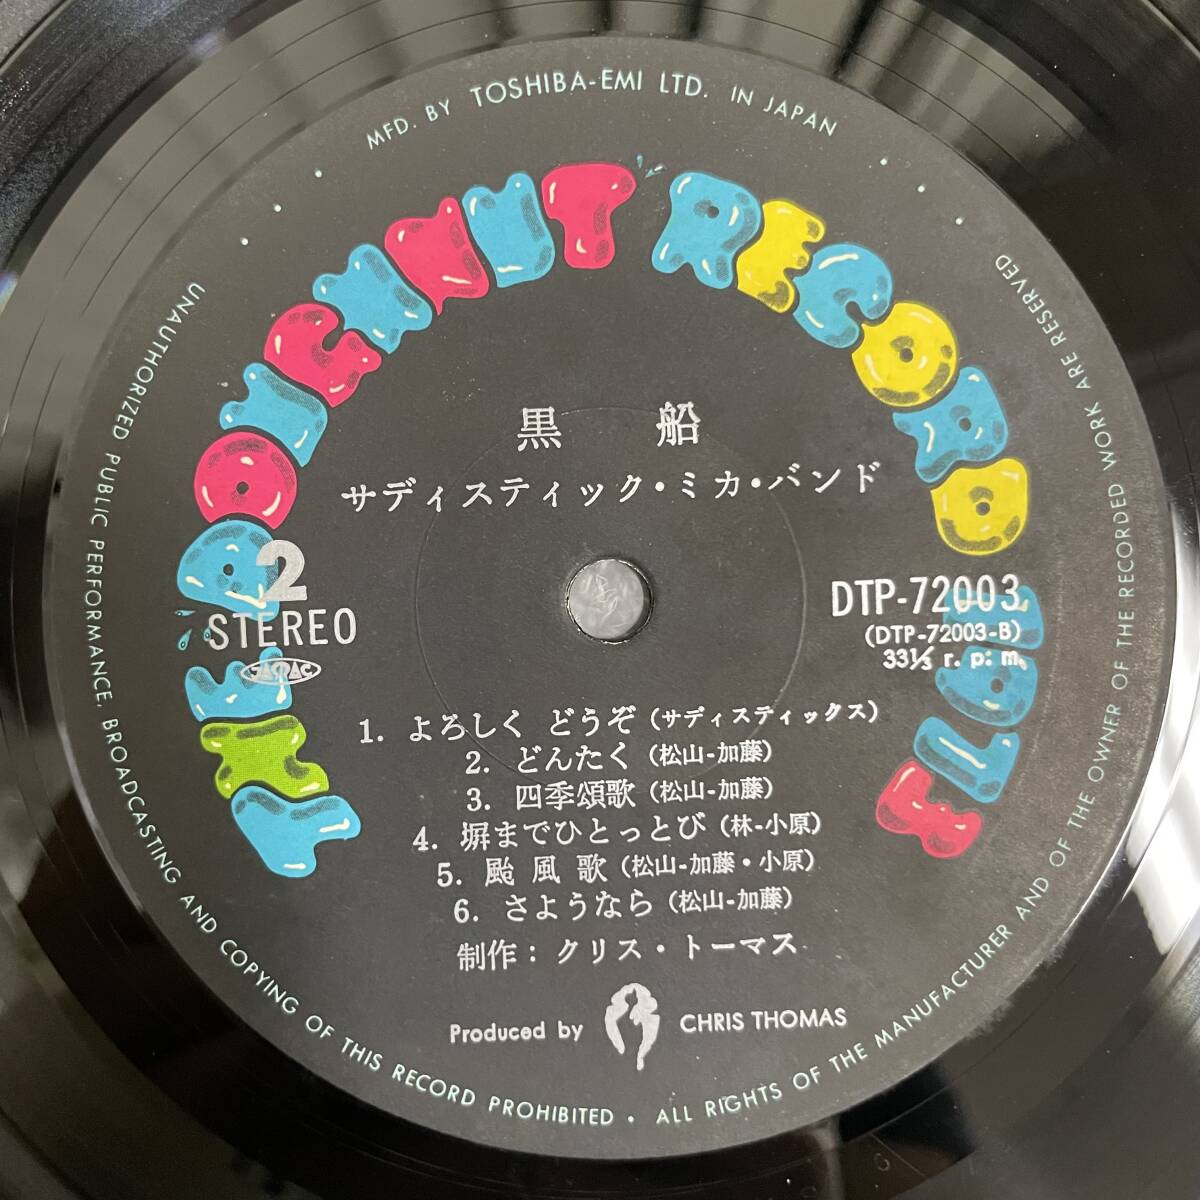 MFD. BY TOSHIBA-EMI LTD. IN JAPAN
黒船
サディスティック・ミカ・バンド
2
STEREO
JASRAC
DTP-72003
(DTP-72003-B)
33⅓ r.p.m.
1. よろしく どうぞ (サディスティックス)
2. どんたく (松山-加藤)
3. 四季頌歌 (松山-加藤)
4. 塀までひとっとび (林-小原)
5. 颱風歌 (松山-加藤・小原)
6. さようなら (松山-加藤)
制作: クリス・トーマス
Produced by CHRIS THOMAS
UNAUTHORIZED PUBLIC PERFORMANCE, BROADCASTING AND COPYING OF THIS RECORD PROHIBITED • ALL RIGHTS OF THE MANUFACTURER AND OF THE OWNER OF THE RECORDED WORK ARE RESERVED